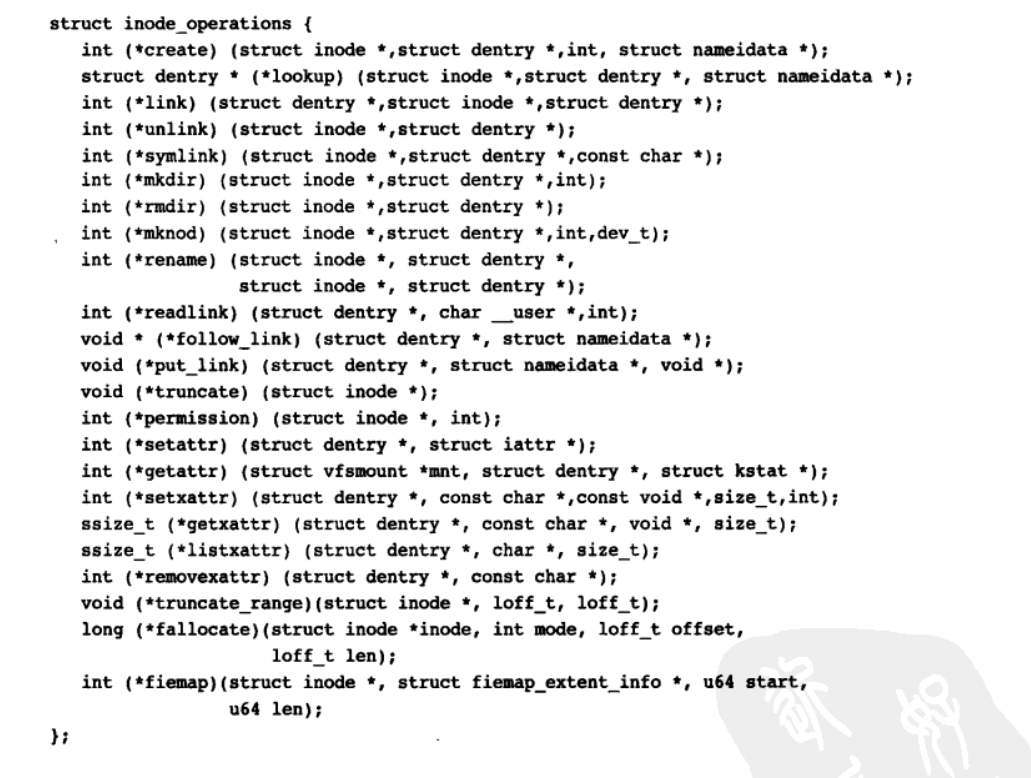 struct inode_operations {
int (*create) (struct inode *,struct dentry *,int, struct nameidata *);
struct dentry * (*lookup) (struct inode *,struct dentry *, struct nameidata *);
int (*link) (struct dentry *,struct inode *,struct dentry *);
int (*unlink) (struct inode *,struct dentry *);
int (*symlink) (struct inode *,struct dentry *,const char *);
int (*mkdir) (struct inode *,struct dentry *,int);
int (*rmdir) (struct inode *,struct dentry *);
int (*mknod) (struct inode *,struct dentry *,int,dev_t);
int (*rename) (struct inode *, struct dentry *,
struct inode *, struct dentry *);
int (*readlink) (struct dentry *, char __user *,int);
void * (*follow_link) (struct dentry *, struct nameidata *);
void (*put_link) (struct dentry *, struct nameidata *, void *);
void (*truncate) (struct inode *);
int (*permission) (struct inode *, int);
int (*setattr) (struct dentry *, struct iattr *);
int (*getattr) (struct vfsmount *mnt, struct dentry *, struct kstat *);
int (*setxattr) (struct dentry *, const char *,const void *,size_t,int);
ssize_t (*getxattr) (struct dentry *, const char *, void *, size_t);
ssize_t (*listxattr) (struct dentry *, char *, size_t);
int (*removexattr) (struct dentry *, const char *);
void (*truncate_range)(struct inode *, loff_t, loff_t);
long (*fallocate)(struct inode *inode, int mode, loff_t offset,
loff_t len);
int (*fiemap)(struct inode *, struct fiemap_extent_info *, u64 start,
u64 len);
};